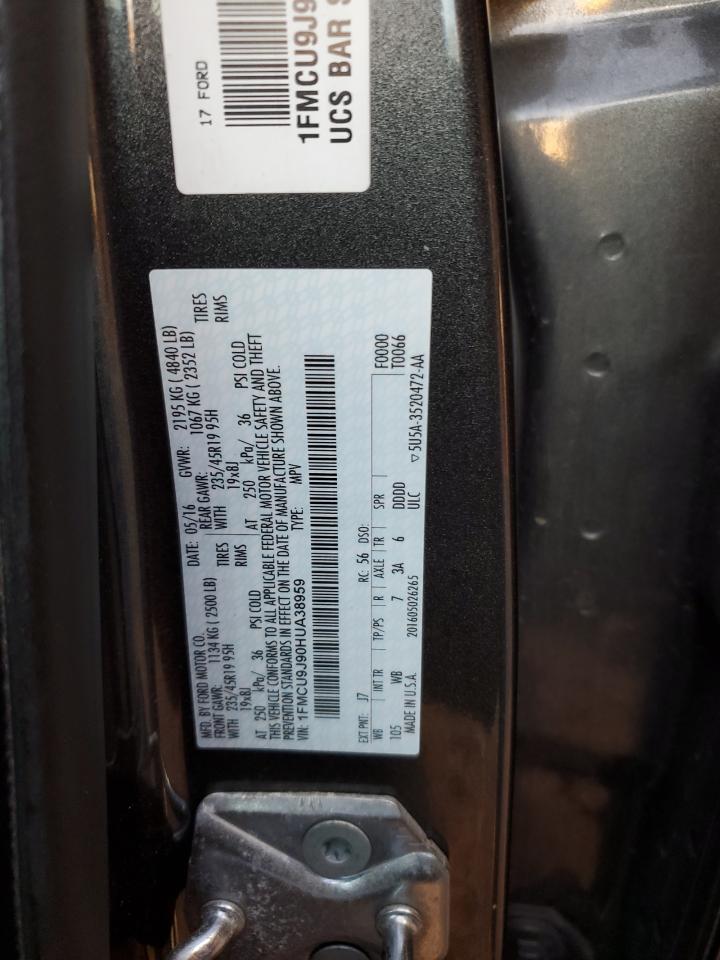 17 FORD
1FMCU9J9
UCS BAR S
MFD. BY FORD MOTOR CO.
DATE: 05/16 GVWR: 2195 KG ( 4840 LB)
FRONT GAWR: 1134 KG ( 2500 LB) REAR GAWR: 1067 KG ( 2352 LB)
WITH 235/45R19 95H TIRES WITH 235/45R19 95H TIRES
19x8J RIMS 19x8J RIMS
AT 250 kPa/ 36 PSI COLD AT 250 kPa/ 36 PSI COLD
THIS VEHICLE CONFORMS TO ALL APPLICABLE FEDERAL MOTOR VEHICLE SAFETY AND THEFT
PREVENTION STANDARDS IN EFFECT ON THE DATE OF MANUFACTURE SHOWN ABOVE.
VIN: 1FMCU9J90HUA38959 TYPE: MPV
EXT PNT: J7 RC: 56 DSO: F0000
WB INT TR TP/PS R AXLE TR SPR T0066
105 WB 7 3A 6 DDDD
MADE IN U.S.A. 201605026265 ULC ▽5U5A-3520472-AA